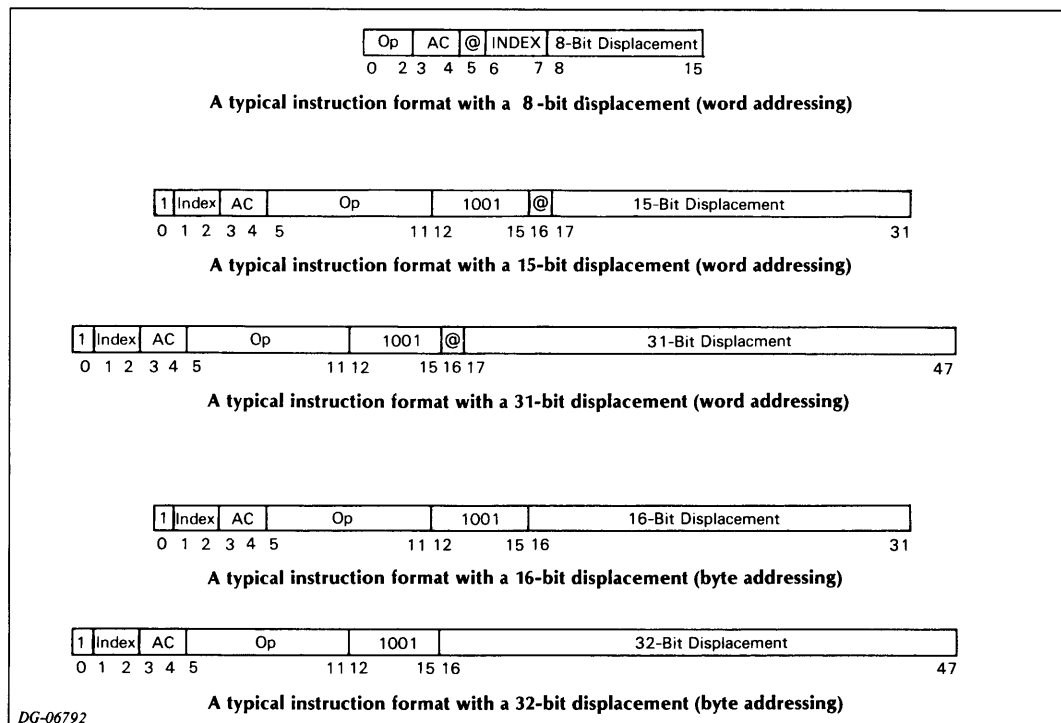 Op AC @ INDEX 8-Bit Displacement
0 2 3 4 5 6 7 8 15
A typical instruction format with a 8-bit displacement (word addressing)
1 Index AC Op 1001 @ 15-Bit Displacement
0 1 2 3 4 5 11 12 15 16 17 31
A typical instruction format with a 15-bit displacement (word addressing)
1 Index AC Op 1001 @ 31-Bit Displacment
0 1 2 3 4 5 11 12 15 16 17 47
A typical instruction format with a 31-bit displacement (word addressing)
1 Index AC Op 1001 16-Bit Displacement
0 1 2 3 4 5 11 12 15 16 31
A typical instruction format with a 16-bit displacement (byte addressing)
1 Index AC Op 1001 32-Bit Displacement
0 1 2 3 4 5 11 12 15 16 47
A typical instruction format with a 32-bit displacement (byte addressing)
DG-06792